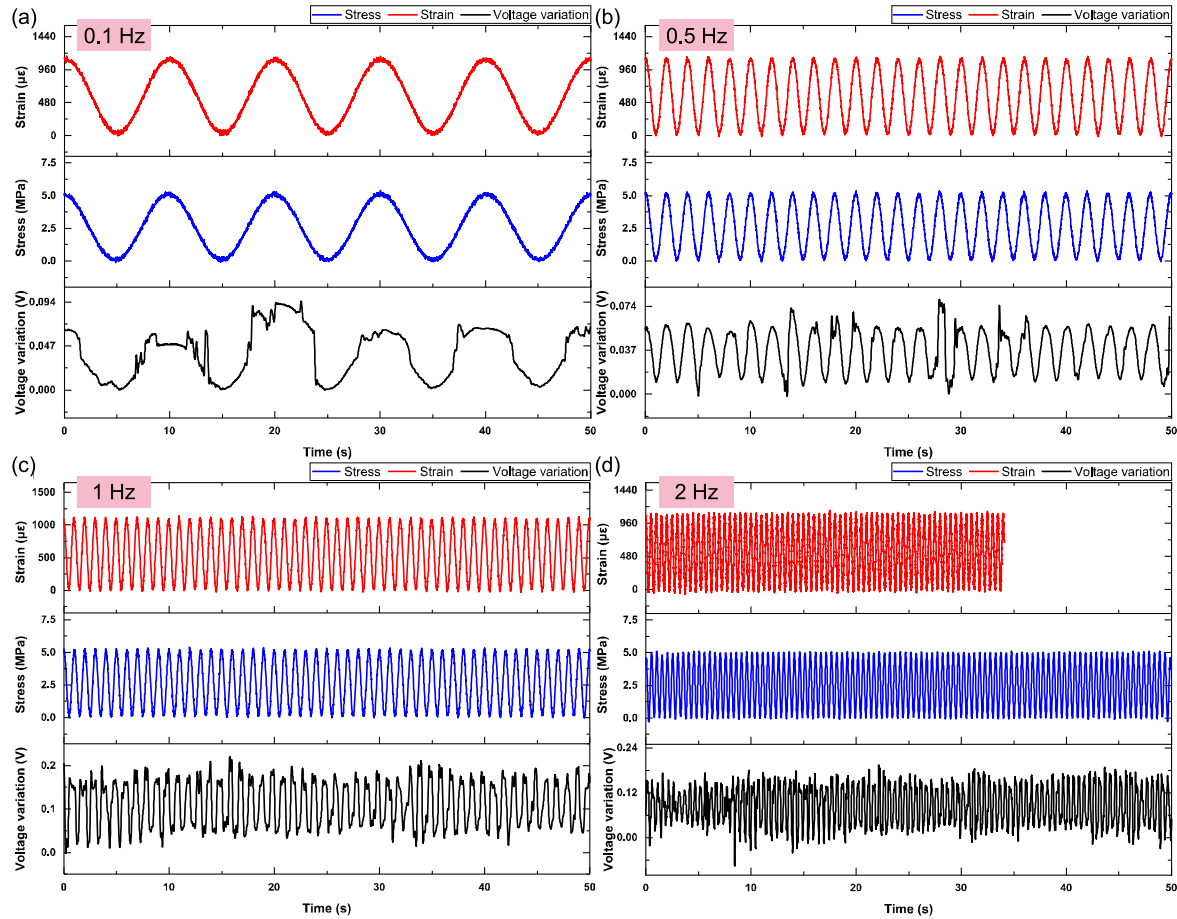 (a)
0.1 Hz
Stress Strain Voltage variation
Strain (µε)
1440
960
480
0
Stress (MPa)
7.5
5.0
2.5
0.0
Voltage variation (V)
0.094
0.047
0.000
0 10 20 30 40 50
Time (s)
(b)
0.5 Hz
Stress Strain Voltage variation
Strain (µε)
1440
960
480
0
Stress (MPa)
7.5
5.0
2.5
0.0
Voltage variation (V)
0.074
0.037
0.000
0 10 20 30 40 50
Time (s)
(c)
1 Hz
Stress Strain Voltage variation
Strain (µε)
1500
1000
500
0
Stress (MPa)
7.5
5.0
2.5
0.0
Voltage variation (V)
0.2
0.1
0.0
0 10 20 30 40 50
Time (s)
(d)
2 Hz
Stress Strain Voltage variation
Strain (µε)
1440
960
480
0
Stress (MPa)
7.5
5.0
2.5
0.0
Voltage variation (V)
0.24
0.12
0.00
0 10 20 30 40 50
Time (s)